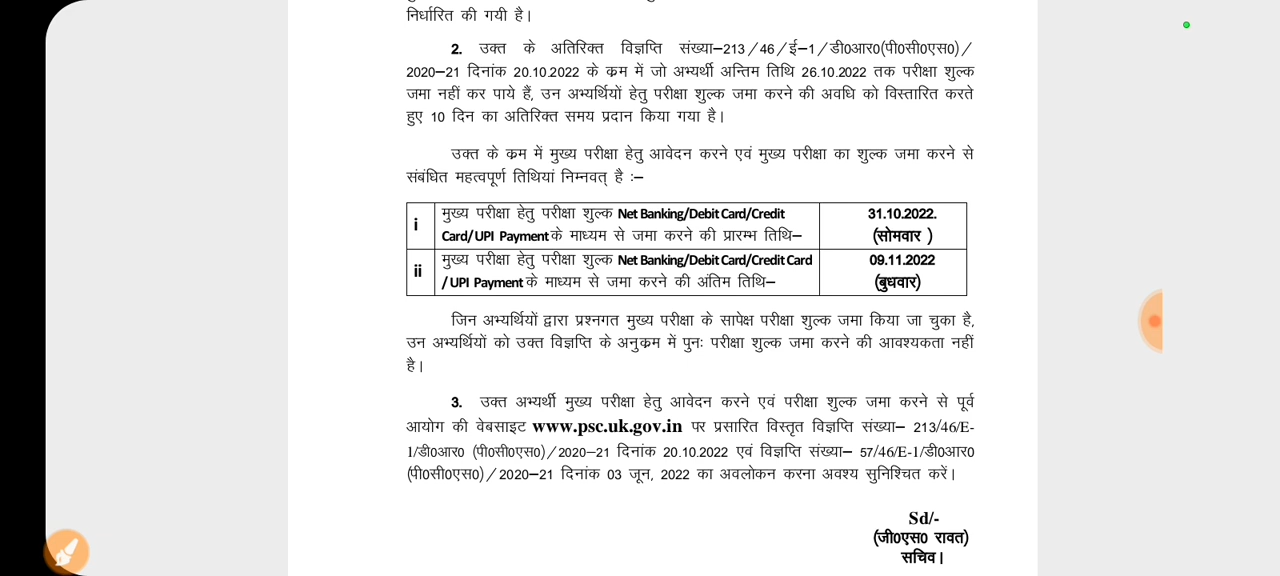 निर्धारित की गयी है।
2. उक्त के अतिरिक्त विज्ञप्ति संख्या–213/46/ई–1/डी0आर0(पी0सी0एस0)/
2020–21 दिनांक 20.10.2022 के क्रम में जो अभ्यर्थी अन्तिम तिथि 26.10.2022 तक परीक्षा शुल्क
जमा नहीं कर पाये हैं, उन अभ्यर्थियों हेतु परीक्षा शुल्क जमा करने की अवधि को विस्तारित करते
हुए 10 दिन का अतिरिक्त समय प्रदान किया गया है।
उक्त के क्रम में मुख्य परीक्षा हेतु आवेदन करने एवं मुख्य परीक्षा का शुल्क जमा करने से
संबंधित महत्वपूर्ण तिथियां निम्नवत् है :–
i मुख्य परीक्षा हेतु परीक्षा शुल्क Net Banking/Debit Card/Credit 31.10.2022.
Card/ UPI Payment के माध्यम से जमा करने की प्रारम्भ तिथि– (सोमवार )
ii मुख्य परीक्षा हेतु परीक्षा शुल्क Net Banking/Debit Card/Credit Card 09.11.2022
/ UPI Payment के माध्यम से जमा करने की अंतिम तिथि– (बुधवार)
जिन अभ्यर्थियों द्वारा प्रश्नगत मुख्य परीक्षा के सापेक्ष परीक्षा शुल्क जमा किया जा चुका है,
उन अभ्यर्थियों को उक्त विज्ञप्ति के अनुक्रम में पुनः परीक्षा शुल्क जमा करने की आवश्यकता नहीं
है।
3. उक्त अभ्यर्थी मुख्य परीक्षा हेतु आवेदन करने एवं परीक्षा शुल्क जमा करने से पूर्व
आयोग की वेबसाइट www.psc.uk.gov.in पर प्रसारित विस्तृत विज्ञप्ति संख्या– 213/46/E-
1/डी0आर0 (पी0सी0एस0)/2020–21 दिनांक 20.10.2022 एवं विज्ञप्ति संख्या– 57/46/E-1/डी0आर0
(पी0सी0एस0)/2020–21 दिनांक 03 जून, 2022 का अवलोकन करना अवश्य सुनिश्चित करें।
Sd/-
(जी0एस0 रावत)
सचिव।